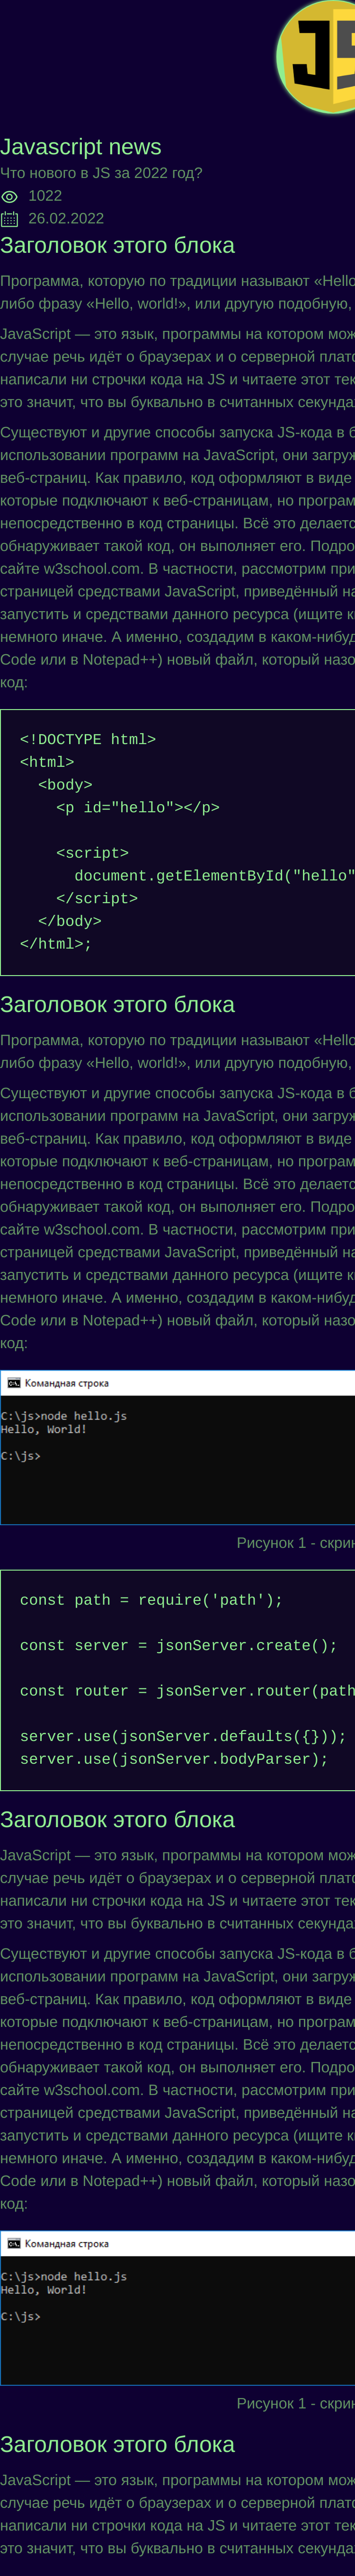 JS
Javascript news
Что нового в JS за 2022 год?
1022
26.02.2022
Заголовок этого блока
Программа, которую по традиции называют «Hello
либо фразу «Hello, world!», или другую подобную,
JavaScript — это язык, программы на котором мож
случае речь идёт о браузерах и о серверной плато
написали ни строчки кода на JS и читаете этот тек
это значит, что вы буквально в считанных секунда
Существуют и другие способы запуска JS-кода в б
использовании программ на JavaScript, они загруж
веб-страниц. Как правило, код оформляют в виде
которые подключают к веб-страницам, но програм
непосредственно в код страницы. Всё это делаетс
обнаруживает такой код, он выполняет его. Подро
сайте w3school.com. В частности, рассмотрим при
страницей средствами JavaScript, приведённый на
запустить и средствами данного ресурса (ищите к
немного иначе. А именно, создадим в каком-нибуд
Code или в Notepad++) новый файл, который назо
код:
<!DOCTYPE html>
<html>
<body>
<p id="hello"></p>
<script>
document.getElementById("hello"
</script>
</body>
</html>;
Заголовок этого блока
Программа, которую по традиции называют «Hello
либо фразу «Hello, world!», или другую подобную,
Существуют и другие способы запуска JS-кода в б
использовании программ на JavaScript, они загруж
веб-страниц. Как правило, код оформляют в виде
которые подключают к веб-страницам, но програм
непосредственно в код страницы. Всё это делаетс
обнаруживает такой код, он выполняет его. Подро
сайте w3school.com. В частности, рассмотрим при
страницей средствами JavaScript, приведённый на
запустить и средствами данного ресурса (ищите к
немного иначе. А именно, создадим в каком-нибуд
Code или в Notepad++) новый файл, который назо
код:
Командная строка
C:\js>node hello.js
Hello, World!
C:\js>
Рисунок 1 - скрин
const path = require('path');
const server = jsonServer.create();
const router = jsonServer.router(path
server.use(jsonServer.defaults({}));
server.use(jsonServer.bodyParser);
Заголовок этого блока
JavaScript — это язык, программы на котором мож
случае речь идёт о браузерах и о серверной плато
написали ни строчки кода на JS и читаете этот тек
это значит, что вы буквально в считанных секунда
Существуют и другие способы запуска JS-кода в б
использовании программ на JavaScript, они загруж
веб-страниц. Как правило, код оформляют в виде
которые подключают к веб-страницам, но програм
непосредственно в код страницы. Всё это делаетс
обнаруживает такой код, он выполняет его. Подро
сайте w3school.com. В частности, рассмотрим при
страницей средствами JavaScript, приведённый на
запустить и средствами данного ресурса (ищите к
немного иначе. А именно, создадим в каком-нибуд
Code или в Notepad++) новый файл, который назо
код:
Командная строка
C:\js>node hello.js
Hello, World!
C:\js>
Рисунок 1 - скрин
Заголовок этого блока
JavaScript — это язык, программы на котором мож
случае речь идёт о браузерах и о серверной плато
написали ни строчки кода на JS и читаете этот тек
это значит, что вы буквально в считанных секунда